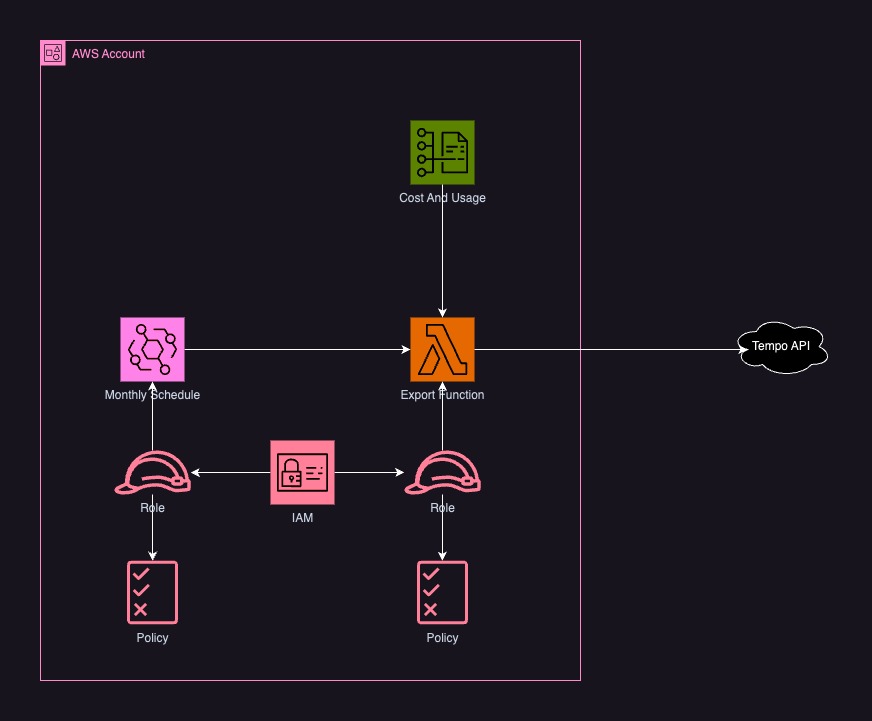 AWS Account
Cost And Usage
Monthly Schedule
Export Function
Tempo API
Role
IAM
Role
Policy
Policy